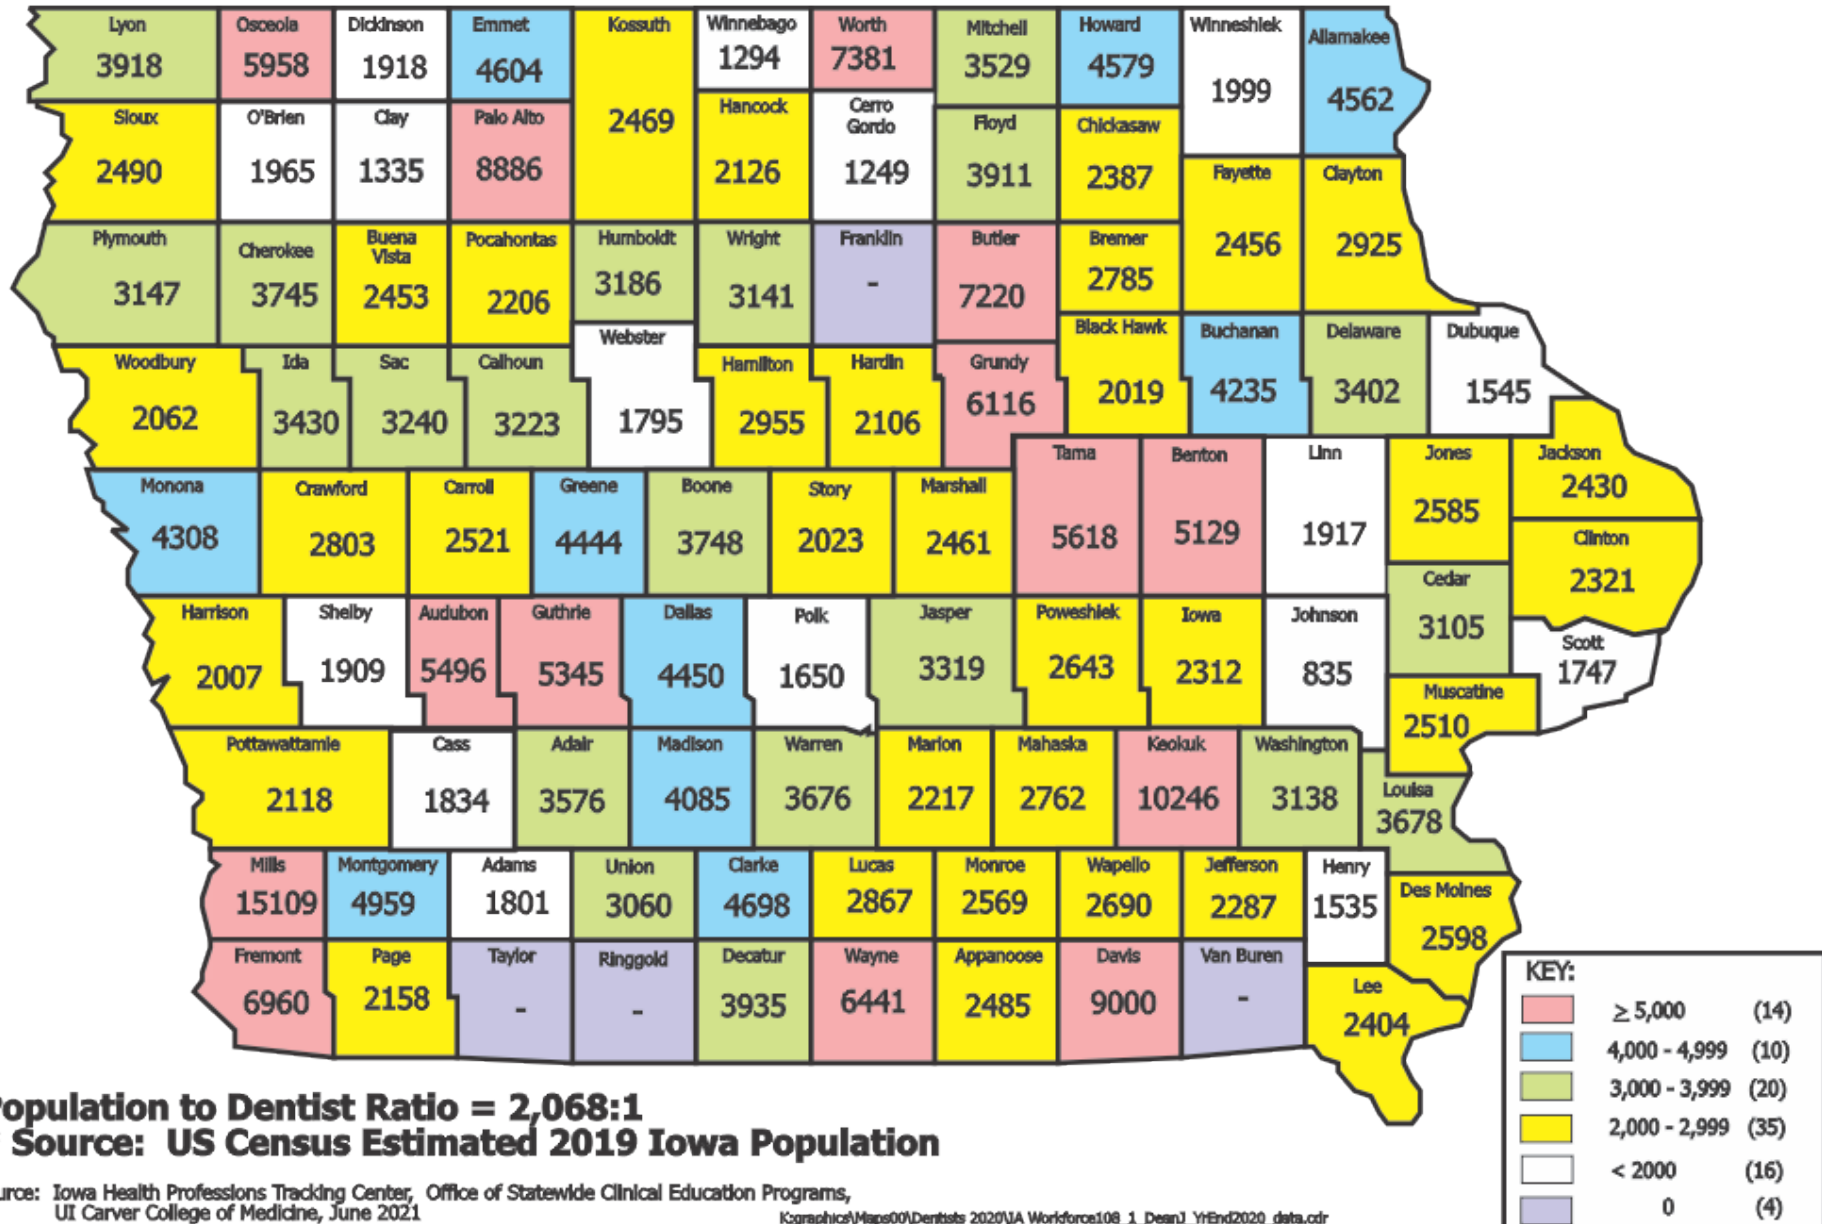 Lyon
3918
Osceola
5958
Dickinson
1918
Emmet
4604
Kossuth
2469
Winnebago
1294
Worth
7381
Mitchell
3529
Howard
4579
Winneshiek
1999
Allamakee
4562
Sioux
2490
O'Brien
1965
Clay
1335
Palo Alto
8886
Hancock
2126
Cerro
Gordo
1249
Floyd
3911
Chickasaw
2387
Fayette
2456
Clayton
2925
Plymouth
3147
Cherokee
3745
Buena
Vista
2453
Pocahontas
2206
Humboldt
3186
Wright
3141
Franklin
-
Butler
7220
Bremer
2785
Woodbury
2062
Ida
3430
Sac
3240
Calhoun
3223
Webster
1795
Hamilton
2955
Hardin
2106
Grundy
6116
Black Hawk
2019
Buchanan
4235
Delaware
3402
Dubuque
1545
Monona
4308
Crawford
2803
Carroll
2521
Greene
4444
Boone
3748
Story
2023
Marshall
2461
Tama
5618
Benton
5129
Linn
1917
Jones
2585
Jackson
2430
Clinton
2321
Cedar
3105
Harrison
2007
Shelby
1909
Audubon
5496
Guthrie
5345
Dallas
4450
Polk
1650
Jasper
3319
Poweshiek
2643
Iowa
2312
Johnson
835
Scott
1747
Muscatine
2510
Pottawattamie
2118
Cass
1834
Adair
3576
Madison
4085
Warren
3676
Marion
2217
Mahaska
2762
Keokuk
10246
Washington
3138
Louisa
3678
Mills
15109
Montgomery
4959
Adams
1801
Union
3060
Clarke
4698
Lucas
2867
Monroe
2569
Wapello
2690
Jefferson
2287
Henry
1535
Des Moines
2598
Fremont
6960
Page
2158
Taylor
-
Ringgold
-
Decatur
3935
Wayne
6441
Appanoose
2485
Davis
9000
Van Buren
-
Lee
2404
KEY:
≥ 5,000 (14)
4,000 - 4,999 (10)
3,000 - 3,999 (20)
2,000 - 2,999 (35)
< 2000 (16)
0 (4)
opulation to Dentist Ratio = 2,068:1
Source: US Census Estimated 2019 Iowa Population
urce: Iowa Health Professions Tracking Center, Office of Statewide Clinical Education Programs,
UI Carver College of Medicine, June 2021
K:graphics\Maps00\Dentists 2020\IA Workforce108_1_DeanJ_YrEnd2020_data.cdr